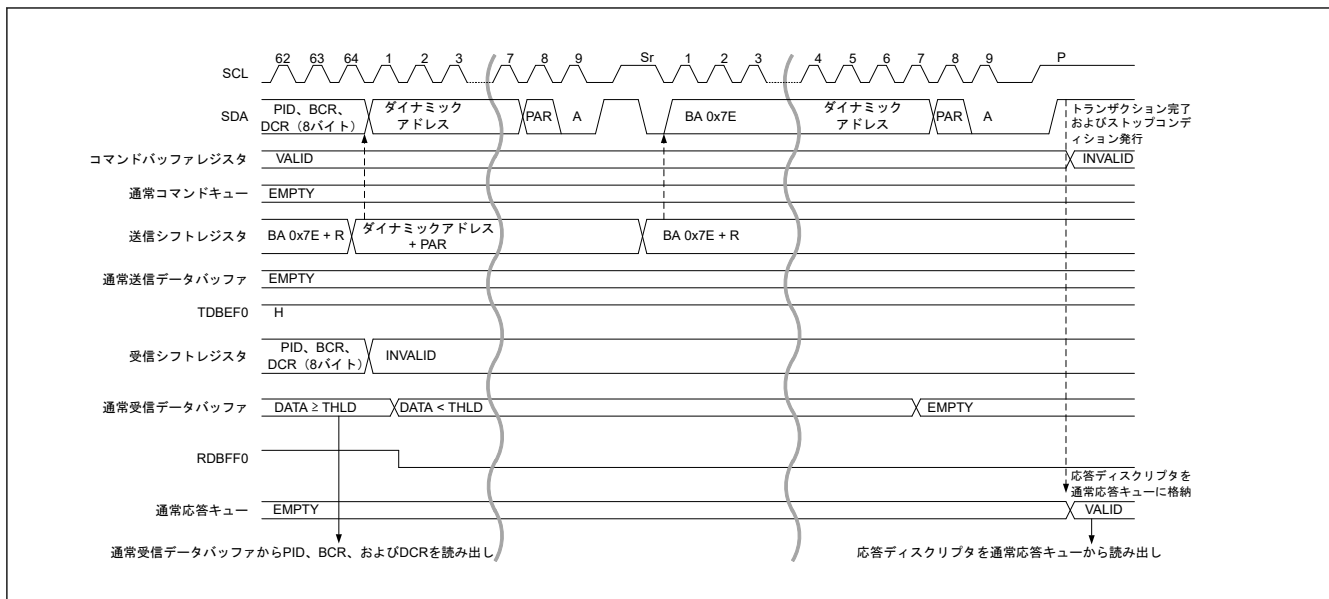 62 63 64 1 2 3 7 8 9 Sr 1 2 3 4 5 6 7 8 9 P
SCL
SDA
PID、BCR、
DCR（8バイト）
ダイナミック
アドレス
PAR
A
BA 0x7E
ダイナミック
アドレス
PAR
A
トランザクション完了
およびストップコンデ
ィション発行
コマンドバッファレジスタ
VALID
INVALID
通常コマンドキュー
EMPTY
送信シフトレジスタ
BA 0x7E + R
ダイナミックアドレス
+ PAR
BA 0x7E + R
通常送信データバッファ
EMPTY
TDBEF0
H
受信シフトレジスタ
PID、BCR、
DCR（8バイト）
INVALID
通常受信データバッファ
DATA ≥ THLD
DATA < THLD
EMPTY
RDBFF0
応答ディスクリプタを
通常応答キューに格納
通常応答キュー
EMPTY
VALID
通常受信データバッファからPID、BCR、およびDCRを読み出し
応答ディスクリプタを通常応答キューから読み出し